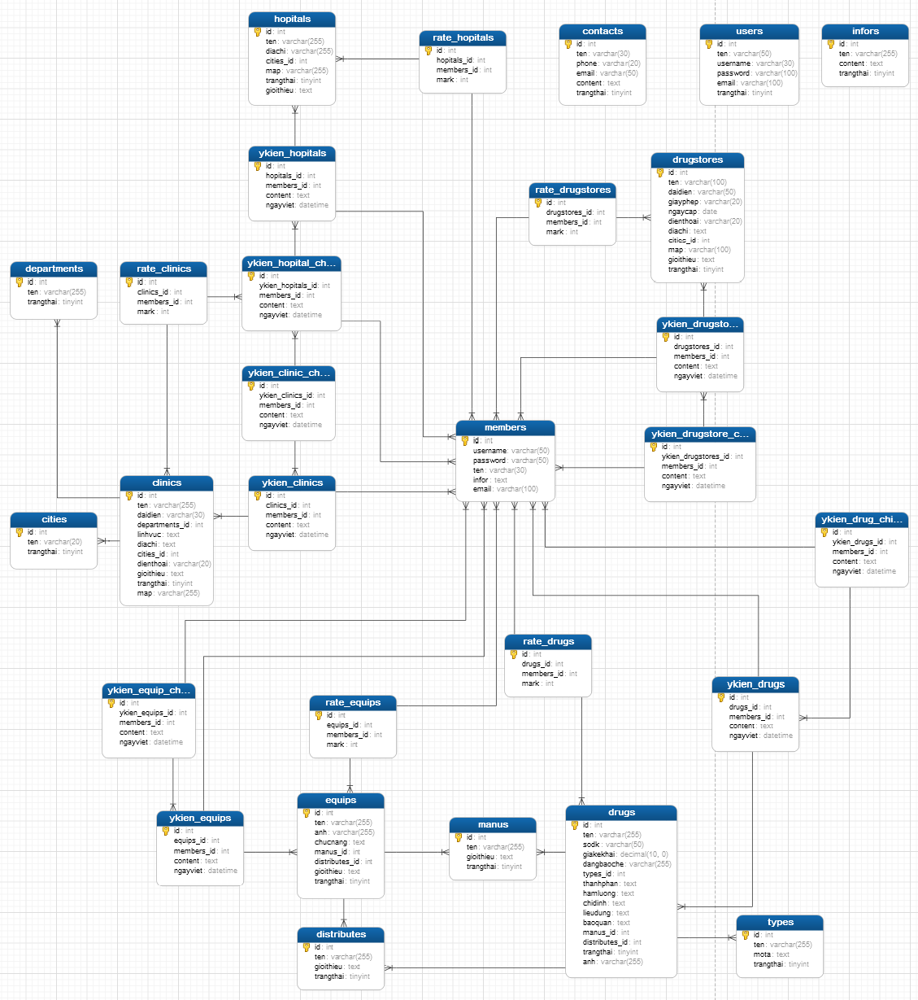 hopitals
id : int
ten : varchar(255)
diachi : varchar(255)
cities_id : int
map : varchar(255)
trangthai : tinyint
gioithieu : text
rate_hopitals
id : int
hopitals_id : int
members_id : int
mark : int
contacts
id : int
ten : varchar(30)
phone : varchar(20)
email : varchar(50)
content : text
trangthai : tinyint
users
id : int
ten : varchar(50)
username : varchar(30)
password : varchar(100)
email : varchar(100)
trangthai : tinyint
infors
id : int
ten : varchar(255)
content : text
trangthai : tinyint
ykien_hopitals
id : int
hopitals_id : int
members_id : int
content : text
ngayviet : datetime
drugstores
id : int
ten : varchar(100)
daidien : varchar(50)
giayphep : varchar(20)
ngaycap : date
dienthoai : varchar(20)
diachi : text
cities_id : int
map : varchar(100)
gioithieu : text
trangthai : tinyint
rate_drugstores
id : int
drugstores_id : int
members_id : int
mark : int
departments
id : int
ten : varchar(255)
trangthai : tinyint
rate_clinics
id : int
clinics_id : int
members_id : int
mark : int
ykien_hopital_ch...
id : int
ykien_hopitals_id : int
members_id : int
content : text
ngayviet : datetime
ykien_drugsto...
id : int
drugstores_id : int
members_id : int
content : text
ngayviet : datetime
ykien_clinic_ch...
id : int
ykien_clinics_id : int
members_id : int
content : text
ngayviet : datetime
members
id : int
username : varchar(50)
password : varchar(50)
ten : varchar(30)
infor : text
email : varchar(100)
ykien_drugstore_c...
id : int
ykien_drugstores_id : int
members_id : int
content : text
ngayviet : datetime
clinics
id : int
ten : varchar(255)
daidien : varchar(30)
departments_id : int
linhvuc : text
diachi : text
cities_id : int
dienthoai : varchar(20)
gioithieu : text
trangthai : tinyint
map : varchar(255)
ykien_clinics
id : int
clinics_id : int
members_id : int
content : text
ngayviet : datetime
cities
id : int
ten : varchar(20)
trangthai : tinyint
ykien_drug_chi...
id : int
ykien_drugs_id : int
members_id : int
content : text
ngayviet : datetime
rate_drugs
id : int
drugs_id : int
members_id : int
mark : int
ykien_equip_ch...
id : int
ykien_equips_id : int
members_id : int
content : text
ngayviet : datetime
rate_equips
id : int
equips_id : int
members_id : int
mark : int
ykien_drugs
id : int
drugs_id : int
members_id : int
content : text
ngayviet : datetime
ykien_equips
id : int
equips_id : int
members_id : int
content : text
ngayviet : datetime
equips
id : int
ten : varchar(255)
anh : varchar(255)
chucnang : text
manus_id : int
distributes_id : int
gioithieu : text
trangthai : tinyint
manus
id : int
ten : varchar(255)
gioithieu : text
trangthai : tinyint
drugs
id : int
ten : varchar(255)
sodk : varchar(50)
giakekhai : decimal(10, 0)
dangbaoche : varchar(255)
types_id : int
thanhphan : text
hamluong : text
chidinh : text
lieudung : text
baoquan : text
manus_id : int
distributes_id : int
trangthai : tinyint
anh : varchar(255)
distributes
id : int
ten : varchar(255)
gioithieu : text
trangthai : tinyint
types
id : int
ten : varchar(255)
mota : text
trangthai : tinyint